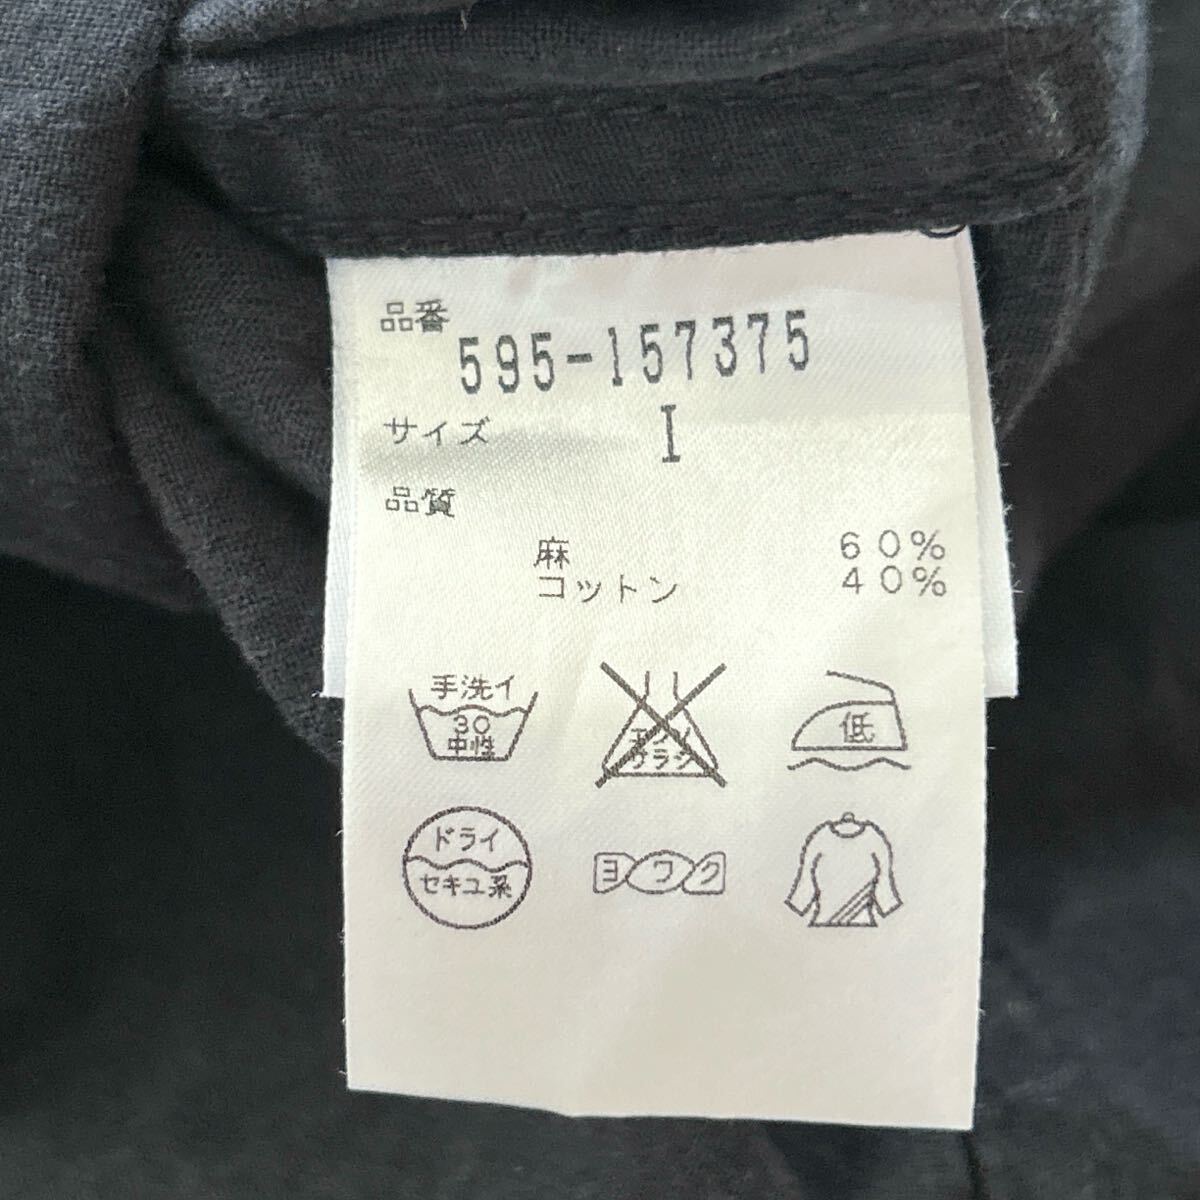 品番
595-157375
サイズ I
品質
麻 60%
コットン 40%
手洗イ
30
中性
エンソ
サラシ
低
ドライ
セキユ系
ヨワク